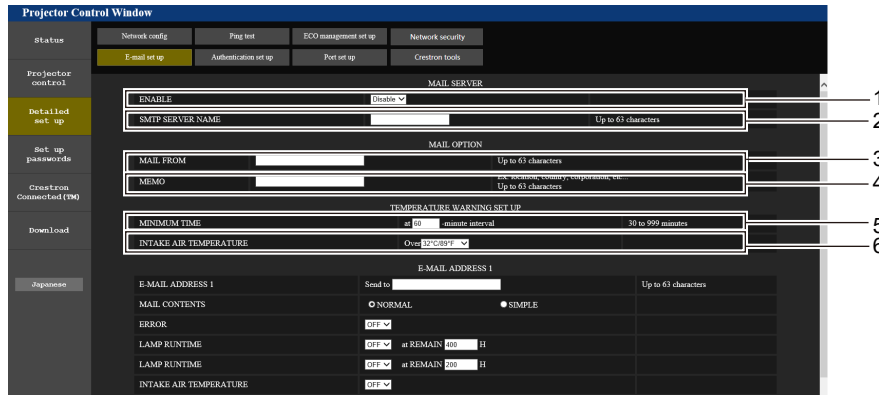 Projector Control Window
Status
Network config
Ping test
ECO management set up
Network security
E-mail set up
Authentication set up
Port set up
Crestron tools
Projector
control
Detailed
set up
Set up
passwords
Crestron
Connected(TM)
Download
Japanese
MAIL SERVER
ENABLE Disable 1
SMTP SERVER NAME Up to 63 characters 2
MAIL OPTION
MAIL FROM Up to 63 characters 3
MEMO Ex. location, country, corporation, etc... 4
Up to 63 characters
TEMPERATURE WARNING SET UP
MINIMUM TIME at 60 -minute interval 30 to 999 minutes 5
INTAKE AIR TEMPERATURE Over 32°C/89°F 6
E-MAIL ADDRESS 1
E-MAIL ADDRESS 1 Send to Up to 63 characters
MAIL CONTENTS NORMAL SIMPLE
ERROR OFF
LAMP RUNTIME OFF at REMAIN 400 H
LAMP RUNTIME OFF at REMAIN 200 H
INTAKE AIR TEMPERATURE OFF